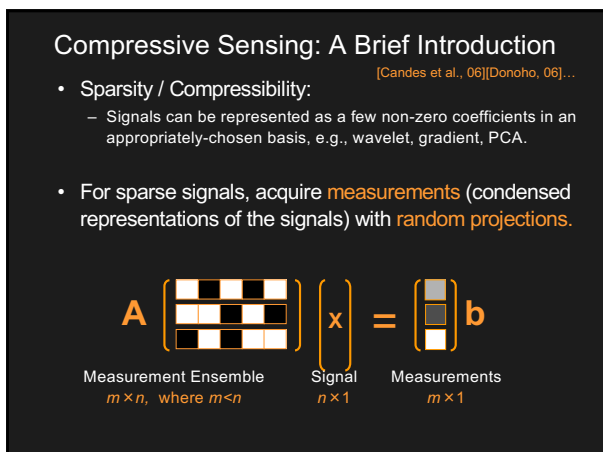 Compressive Sensing: A Brief Introduction
[Candes et al., 06][Donoho, 06]…
• Sparsity / Compressibility:
– Signals can be represented as a few non-zero coefficients in an
appropriately-chosen basis, e.g., wavelet, gradient, PCA.
• For sparse signals, acquire measurements (condensed
representations of the signals) with random projections.
A x = b
Measurement Ensemble Signal Measurements
m×n, where m<n n×1 m×1